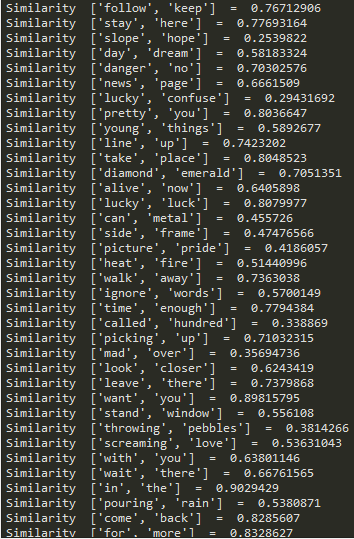 Similarity  ['follow', 'keep']  =  0.76712906
Similarity  ['stay', 'here']  =  0.77693164
Similarity  ['slope', 'hope']  =  0.2539822
Similarity  ['day', 'dream']  =  0.58183324
Similarity  ['danger', 'no']  =  0.70302576
Similarity  ['news', 'page']  =  0.6661509
Similarity  ['lucky', 'confuse']  =  0.29431692
Similarity  ['pretty', 'you']  =  0.8036647
Similarity  ['young', 'things']  =  0.5892677
Similarity  ['line', 'up']  =  0.7423202
Similarity  ['take', 'place']  =  0.8048523
Similarity  ['diamond', 'emerald']  =  0.7051351
Similarity  ['alive', 'now']  =  0.6405898
Similarity  ['lucky', 'luck']  =  0.8079977
Similarity  ['can', 'metal']  =  0.455726
Similarity  ['side', 'frame']  =  0.47476566
Similarity  ['picture', 'pride']  =  0.4186057
Similarity  ['heat', 'fire']  =  0.51440996
Similarity  ['walk', 'away']  =  0.7363038
Similarity  ['ignore', 'words']  =  0.5700149
Similarity  ['time', 'enough']  =  0.7794384
Similarity  ['called', 'hundred']  =  0.338869
Similarity  ['picking', 'up']  =  0.71032315
Similarity  ['mad', 'over']  =  0.35694736
Similarity  ['look', 'closer']  =  0.6243419
Similarity  ['leave', 'there']  =  0.7379868
Similarity  ['want', 'you']  =  0.89815795
Similarity  ['stand', 'window']  =  0.556108
Similarity  ['throwing', 'pebbles']  =  0.3814266
Similarity  ['screaming', 'love']  =  0.53631043
Similarity  ['with', 'you']  =  0.63801146
Similarity  ['wait', 'there']  =  0.66761565
Similarity  ['in', 'the']  =  0.9029429
Similarity  ['pouring', 'rain']  =  0.5380871
Similarity  ['come', 'back']  =  0.8285607
Similarity  ['for', 'more']  =  0.8328627